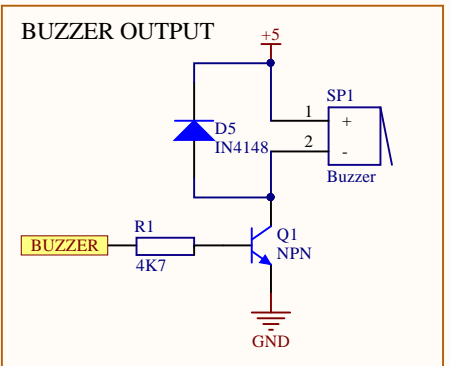 BUZZER OUTPUT
+5
SP1
1
+
D5
2
-
IN4148
Buzzer
R1
Q1
BUZZER
NPN
4K7
GND